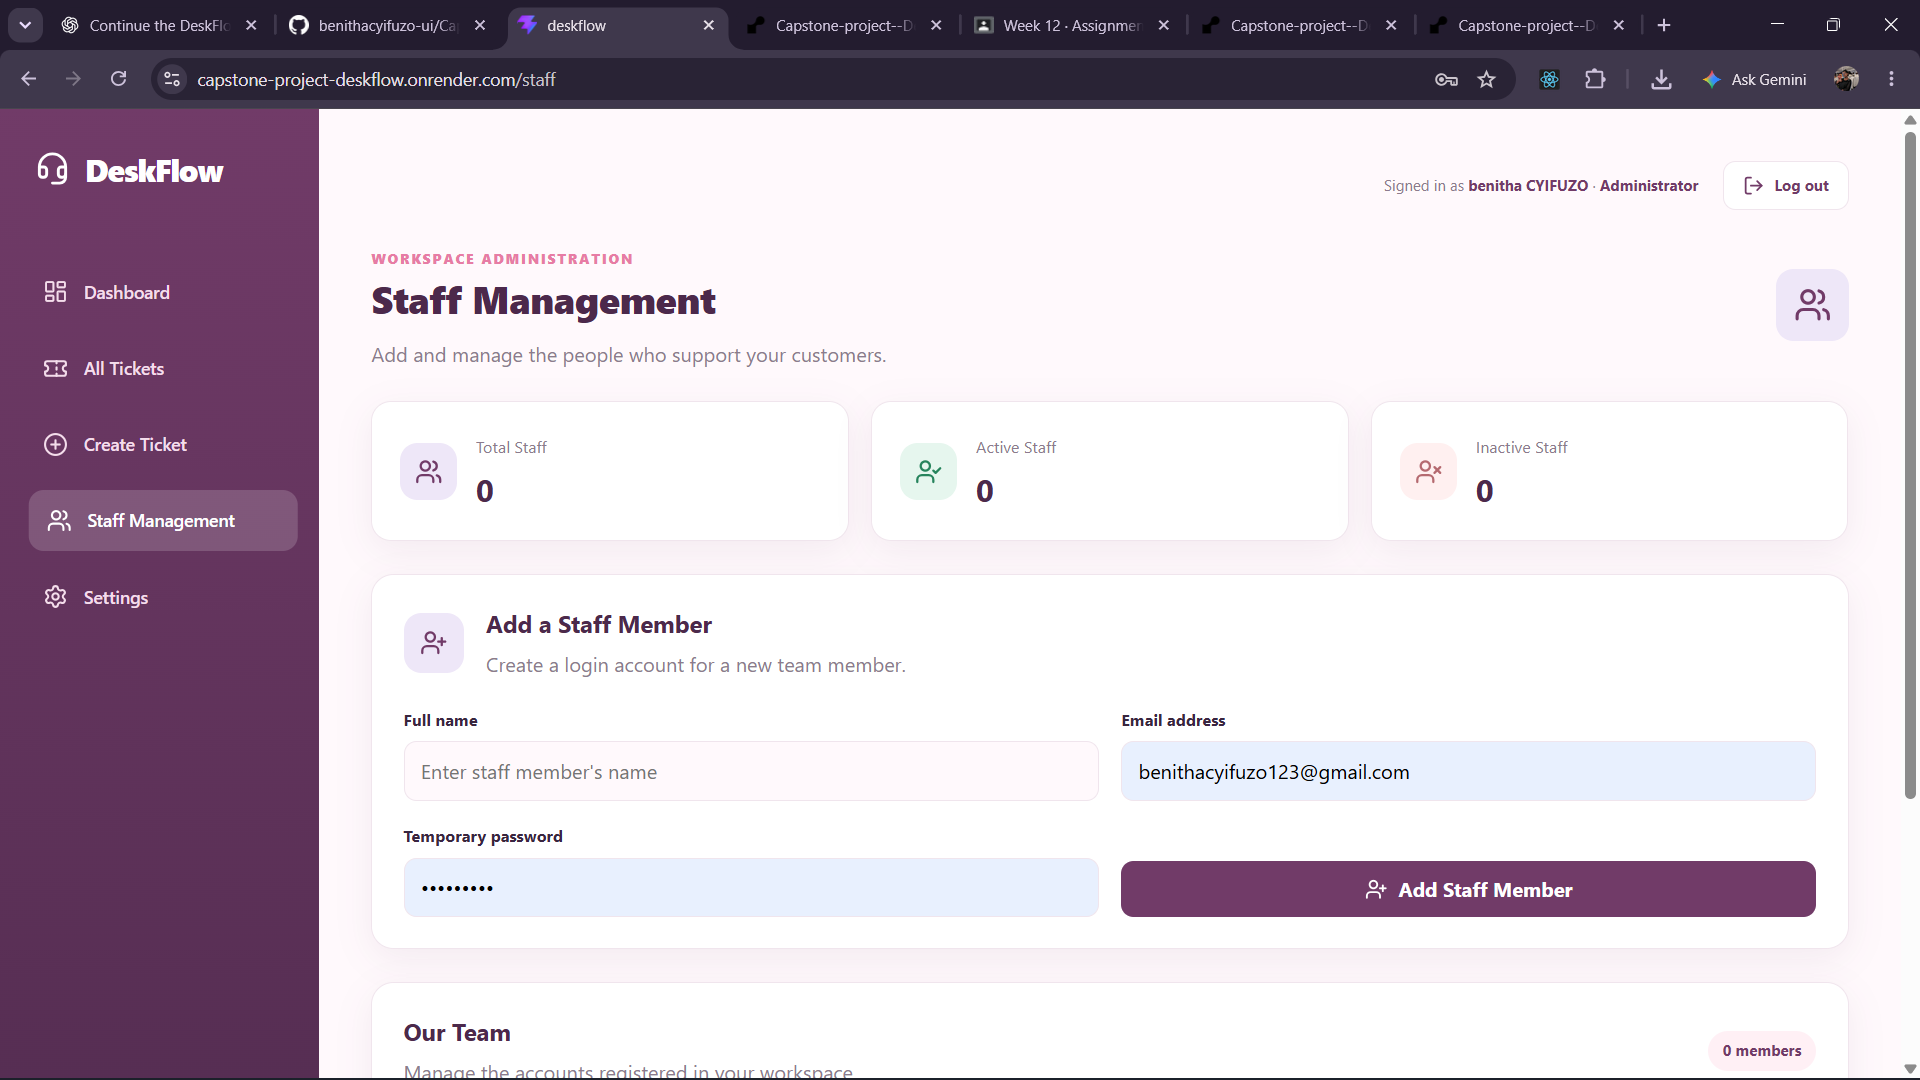 Continue the DeskFlo
benithacyifuzo-ui/Ca
deskflow
Capstone-project--D
Week 12 · Assignmen
Capstone-project--D
Capstone-project--D
capstone-project-deskflow.onrender.com/staff
Ask Gemini
DeskFlow
Dashboard
All Tickets
Create Ticket
Staff Management
Settings
Signed in as benitha CYIFUZO · Administrator
Log out
WORKSPACE ADMINISTRATION
Staff Management
Add and manage the people who support your customers.
Total Staff
0
Active Staff
0
Inactive Staff
0
Add a Staff Member
Create a login account for a new team member.
Full name
Enter staff member's name
Email address
benithacyifuzo123@gmail.com
Temporary password
•••••••••
Add Staff Member
Our Team
0 members
Manage the accounts registered in your workspace